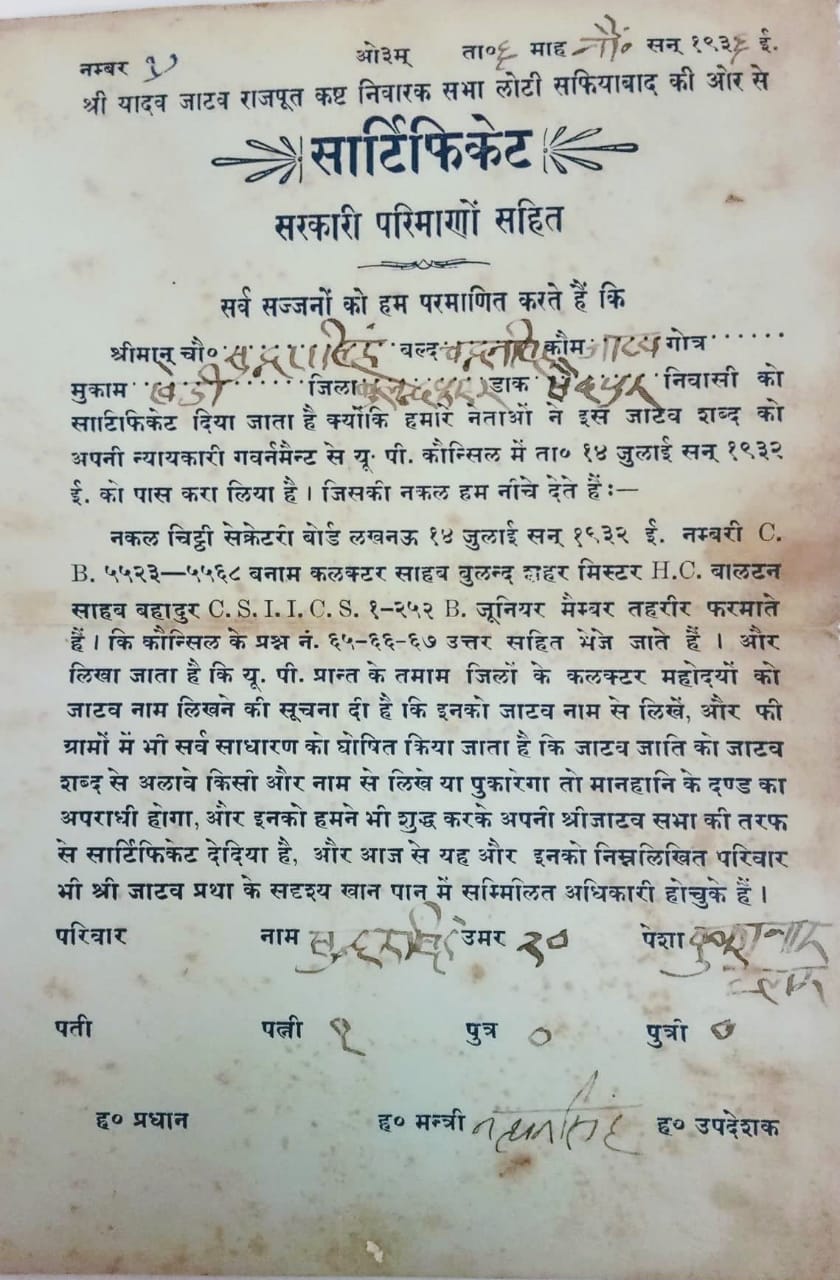 नम्बर ओ३म् ता० ६ माह सन् १९३६ ई.
श्री यादव जाटव राजपूत कष्ट निवारक सभा लोटी सफियाबाद की ओर से
सार्टिफिकेट
सरकारी परिमाणों सहित
सर्व सज्जनों को हम परमाणित करते हैं कि
श्रीमान् चौ० वल्द कौम जाटव गोत्र ......
मुकाम जिला डाक सैदपुर निवासी को
सार्टिफिकेट दिया जाता है क्योंकि हमारे नेताओं ने इस जाटव शब्द को
अपनी न्यायकारी गवर्नमैन्ट से यू. पी. कौन्सिल में ता० १४ जुलाई सन् १९३२
ई. को पास करा लिया है। जिसकी नकल हम नीचे देते हैं:—
नकल चिट्ठी सेक्रेटरी बोर्ड लखनऊ १४ जुलाई सन् १९३२ ई. नम्बरी C.
B. ५५२३—५५६८ बनाम कलक्टर साहब बुलन्द शहर मिस्टर H.C. वालटन
साहब बहादुर C. S. I. I. C. S. १-२५२ B. जूनियर मैम्बर तहरीर फरमाते
हैं। कि कौन्सिल के प्रश्न नं. ६५-६६-६७ उत्तर सहित भेजे जाते हैं । और
लिखा जाता है कि यू. पी. प्रान्त के तमाम जिलों के कलक्टर महोदयों को
जाटव नाम लिखने की सूचना दी है कि इनको जाटव नाम से लिखें, और फी
ग्रामों में भी सर्व साधारण को घोषित किया जाता है कि जाटव जाति को जाटव
शब्द से अलावे किसी और नाम से लिखे या पुकारेगा तो मानहानि के दण्ड का
अपराधी होगा, और इनको हमने भी शुद्ध करके अपनी श्रीजाटव सभा की तरफ
से सार्टिफिकेट देदिया है, और आज से यह और इनको निम्नलिखित परिवार
भी श्री जाटव प्रथा के सदृश्य खान पान में सम्मिलित अधिकारी होचुके हैं।
परिवार नाम उमर २० पेशा
पती पत्नी १ पुत्र ० पुत्री ०
ह० प्रधान ह० मन्त्री ह० उपदेशक